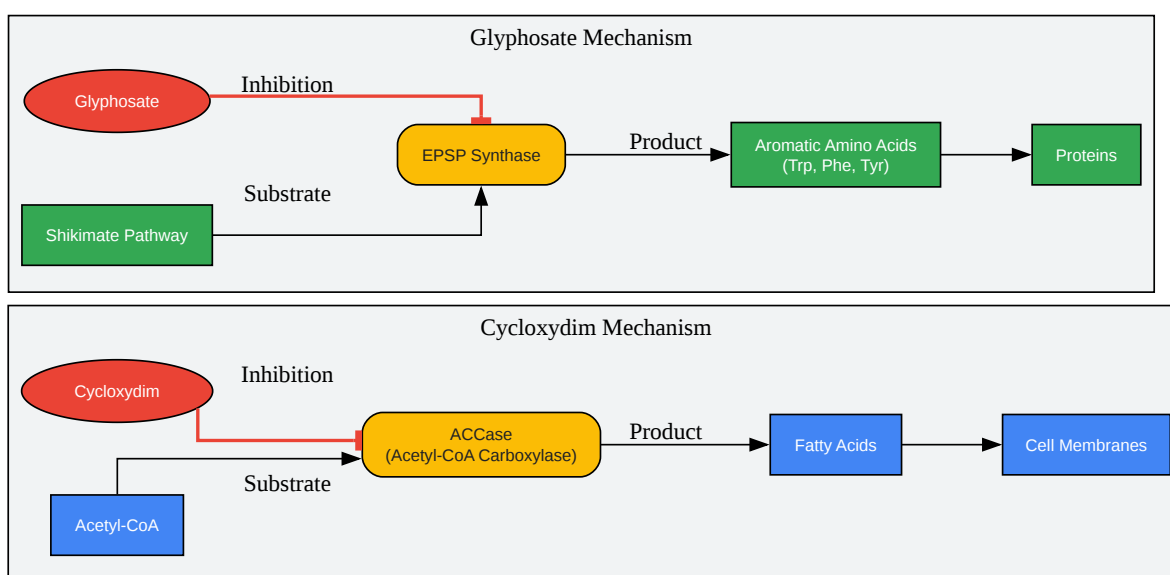 Glyphosate Mechanism
Inhibition
Glyphosate
EPSP Synthase
Product
Aromatic Amino Acids
(Trp, Phe, Tyr)
Proteins
Substrate
Shikimate Pathway
Cycloxydim Mechanism
Inhibition
Cycloxydim
ACCase
(Acetyl-CoA Carboxylase)
Product
Fatty Acids
Cell Membranes
Substrate
Acetyl-CoA